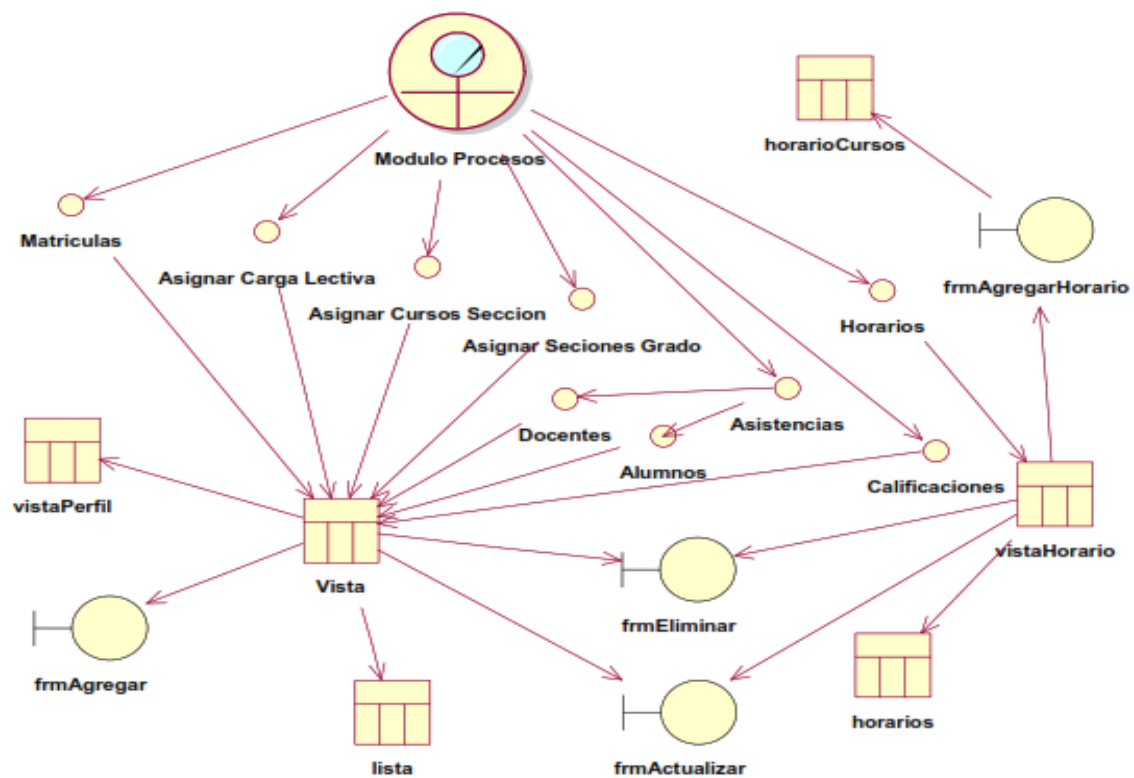 Modulo Procesos
horarioCursos
Matriculas
Asignar Carga Lectiva
frmAgregarHorario
Asignar Cursos Seccion
Horarios
Asignar Seciones Grado
Asistencias
Docentes
Alumnos
Calificaciones
vistaPerfil
vistaHorario
Vista
frmEliminar
frmAgregar
horarios
lista
frmActualizar